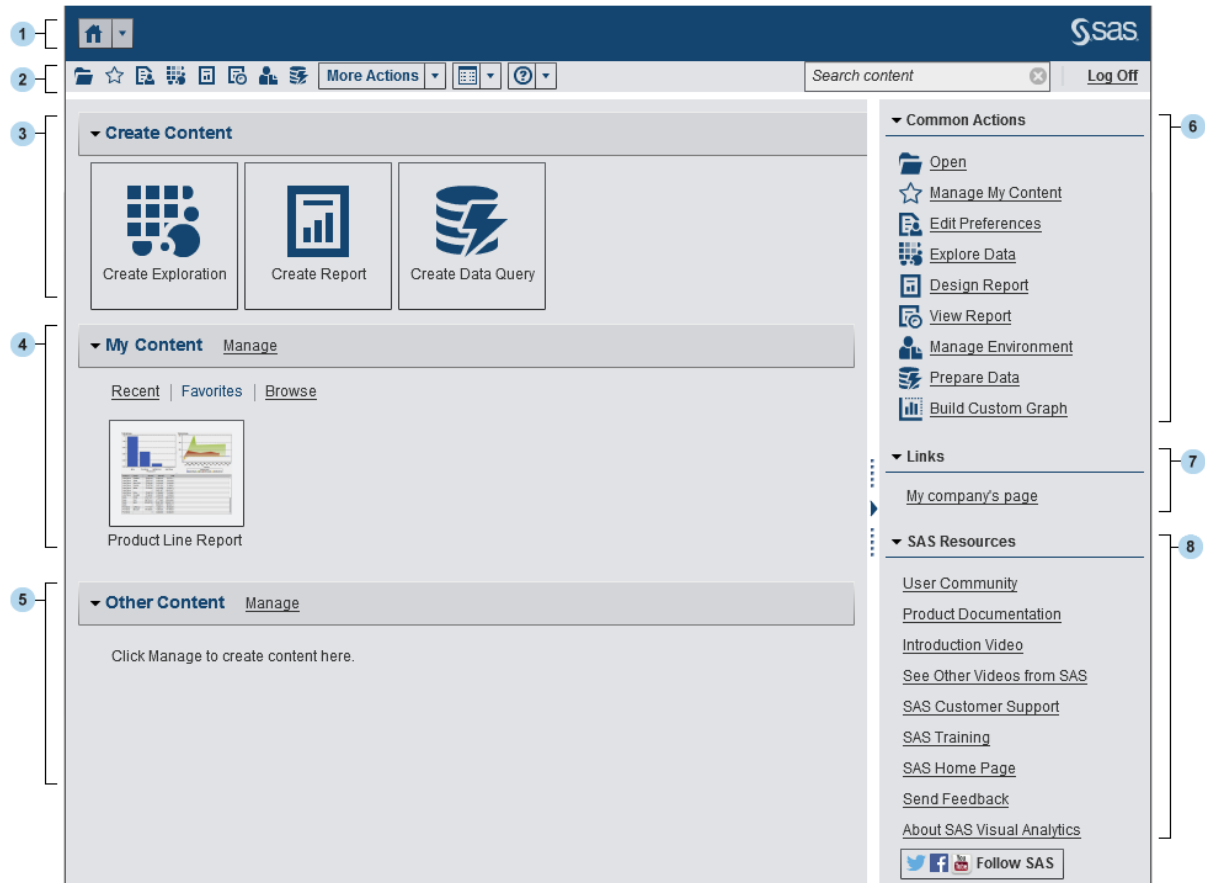 1
sas
2
More Actions
Search content
Log Off
3
Create Content
Create Exploration
Create Report
Create Data Query
4
My Content Manage
Recent | Favorites | Browse
Product Line Report
5
Other Content Manage
Click Manage to create content here.
6
Common Actions
Open
Manage My Content
Edit Preferences
Explore Data
Design Report
View Report
Manage Environment
Prepare Data
Build Custom Graph
7
Links
My company's page
8
SAS Resources
User Community
Product Documentation
Introduction Video
See Other Videos from SAS
SAS Customer Support
SAS Training
SAS Home Page
Send Feedback
About SAS Visual Analytics
Follow SAS